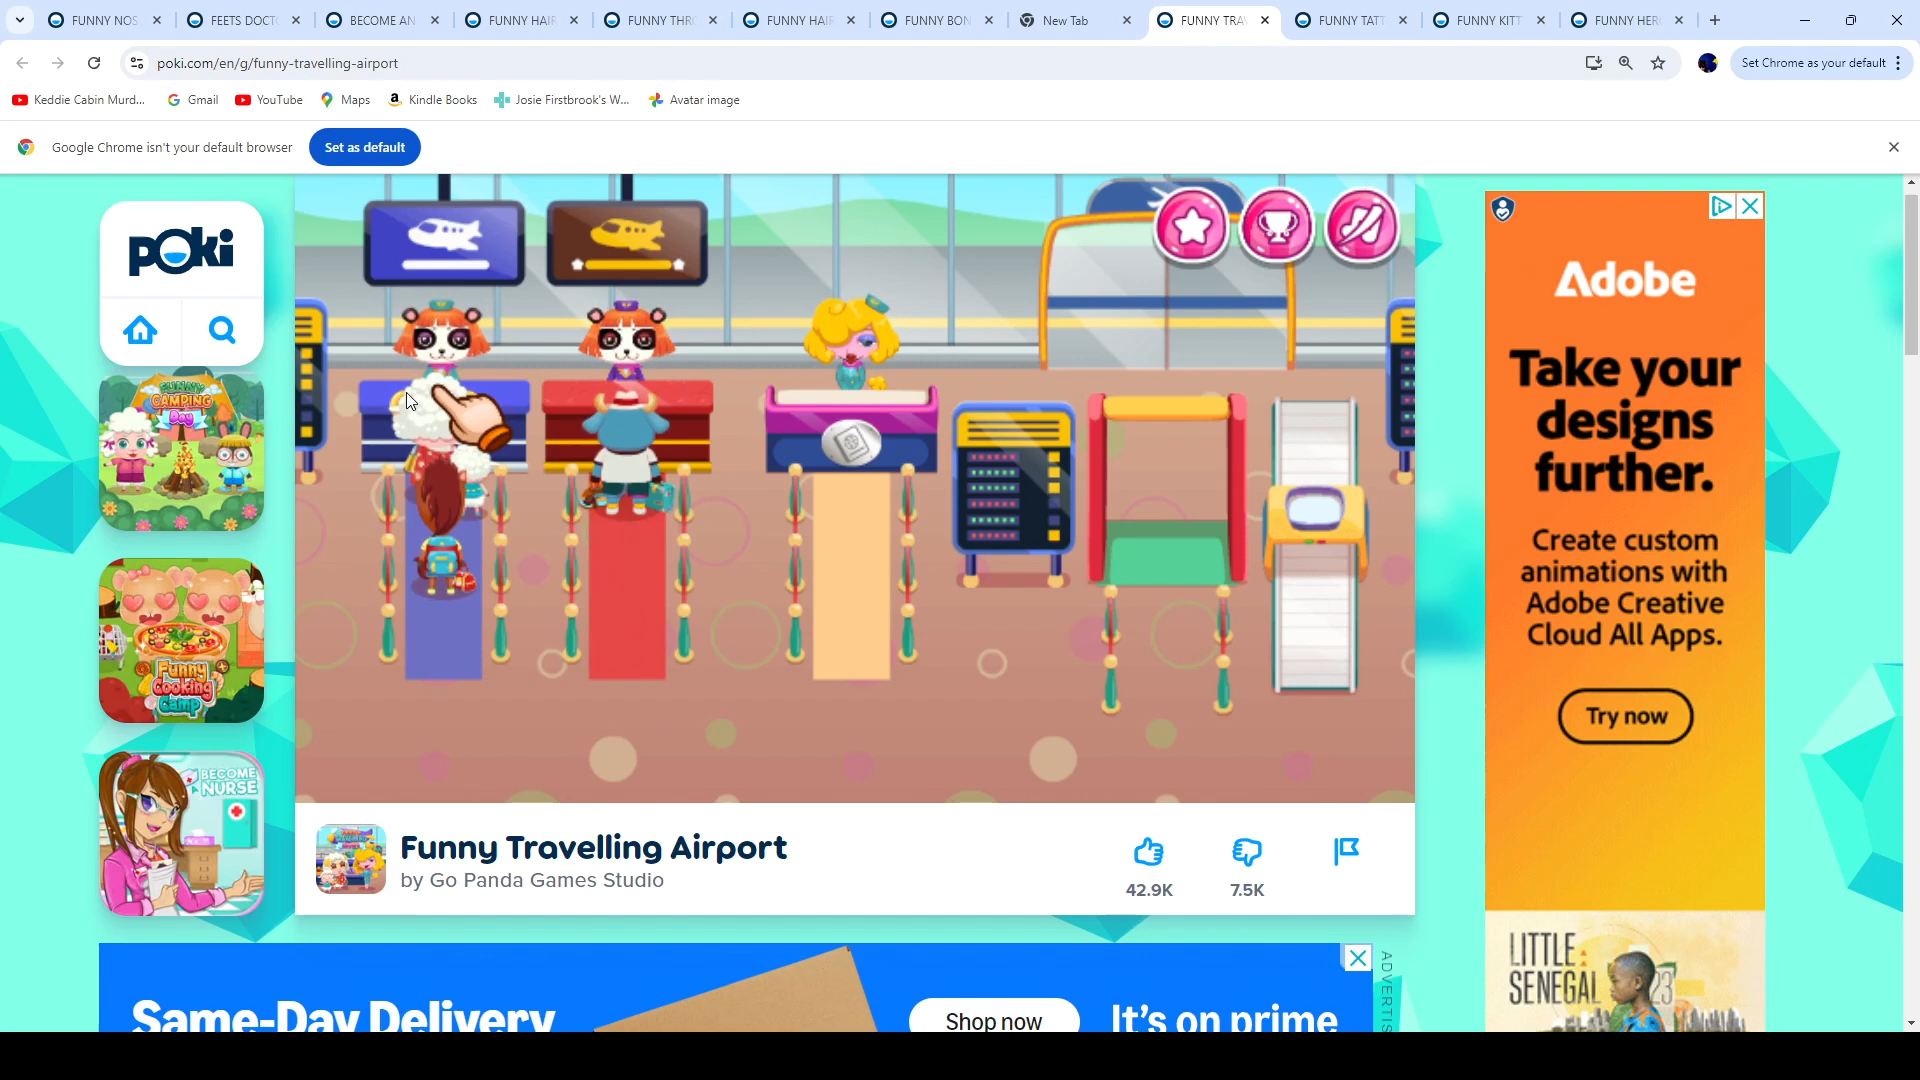 FUNNY NOS
FEETS DOCT
BECOME AN
FUNNY HAIR
FUNNY THR
FUNNY HAIR
FUNNY BON
New Tab
FUNNY TRA
FUNNY TAT
FUNNY KIT
FUNNY HER
poki.com/en/g/funny-travelling-airport
Set Chrome as your default
Keddie Cabin Murd...
Gmail
YouTube
Maps
Kindle Books
Josie Firstbrook's W...
Avatar image
Google Chrome isn't your default browser
Set as default
poki
FUNNY
CAMPING
Day
Funny
Cooking
Camp
BECOME
NURSE
Funny Travelling Airport
by Go Panda Games Studio
42.9K
7.5K
Adobe
Take your
designs
further.
Create custom
animations with
Adobe Creative
Cloud All Apps.
Try now
LITTLE
SENEGAL
23
Same-Day Delivery
Shop now
It's on prime
ADVERTIS